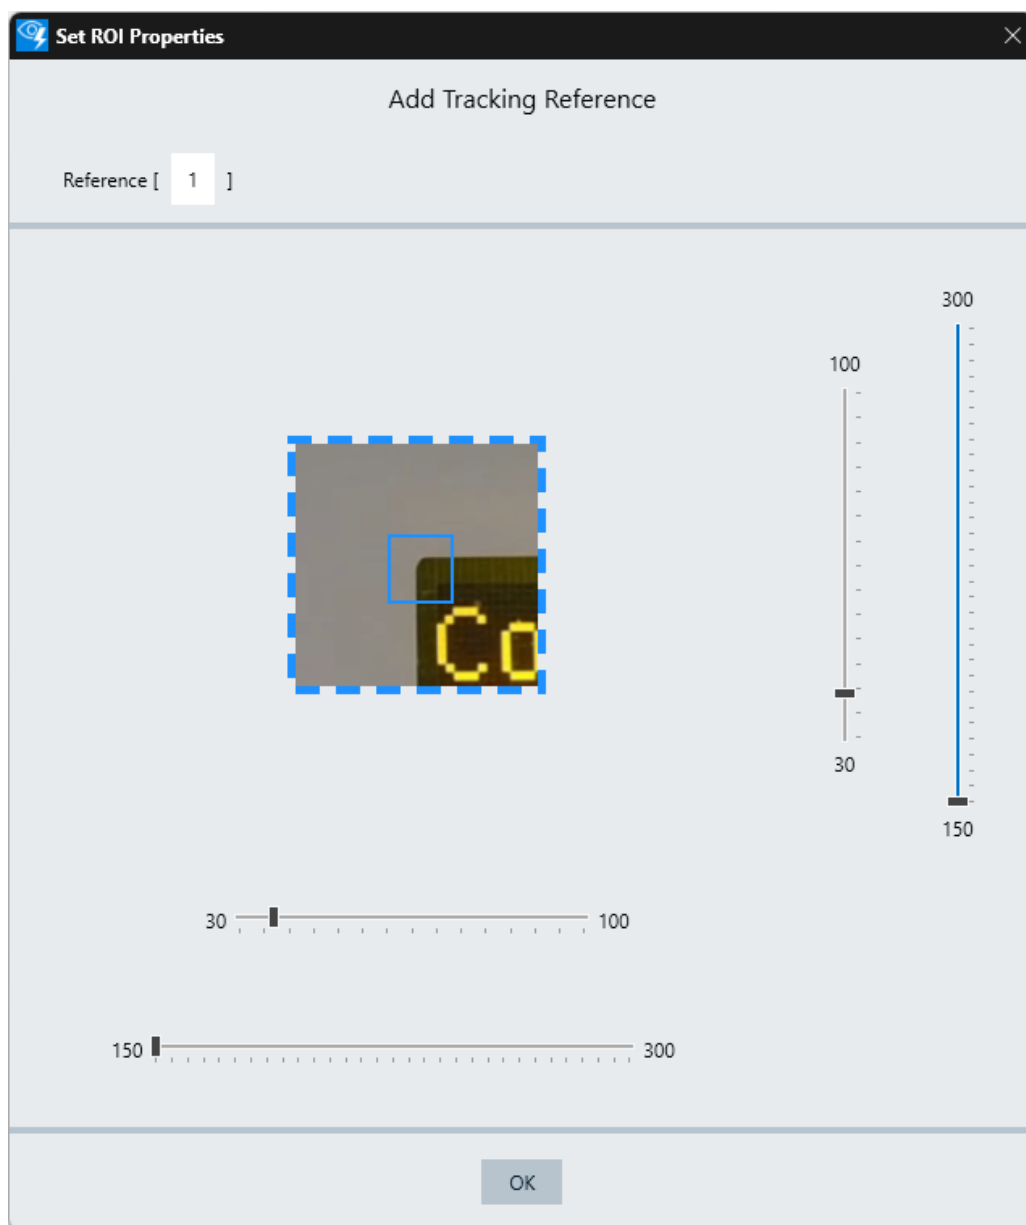 Set ROI Properties
Add Tracking Reference
Reference [ 1 ]
300
100
Co
30
150
30 100
150 300
OK